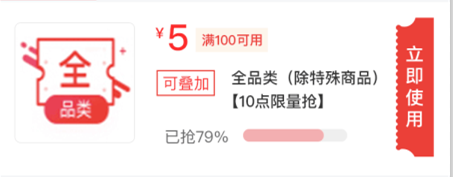 全
品类
¥5 满100可用
可叠加 全品类（除特殊商品）
【10点限量抢】
已抢79%
立即使用